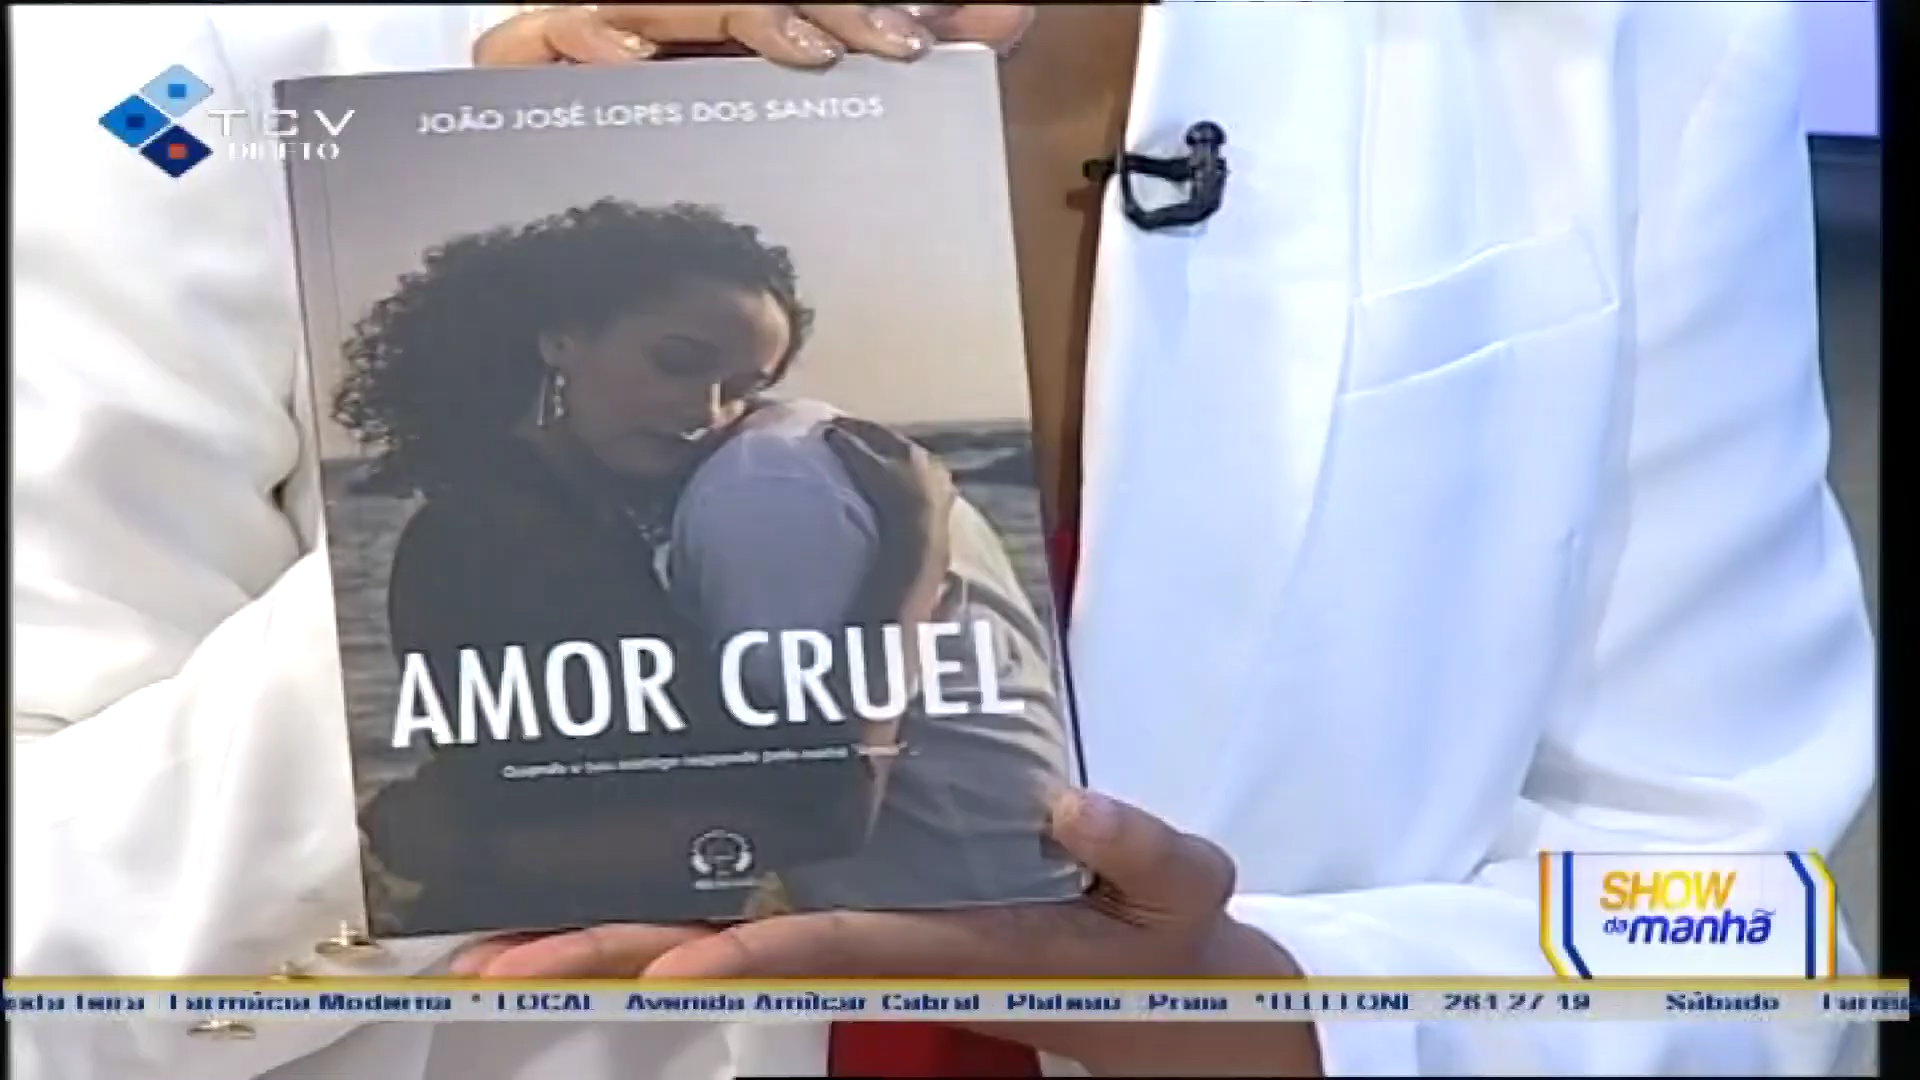 TCV
DIRETO
JOÃO JOSÉ LOPES DOS SANTOS
AMOR CRUEL
SHOW
da manhã
Farmácia Moderna * LOCAL Avenida Amílcar Cabral Plateau Praia *TELEFONE 261 27 19 Sábado